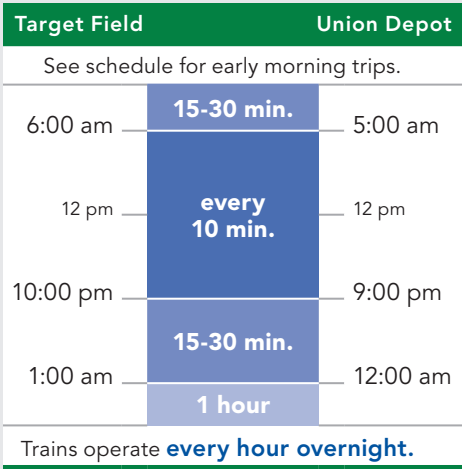 Target Field Union Depot
See schedule for early morning trips.
15-30 min.
6:00 am 5:00 am
12 pm every 12 pm
10 min.
10:00 pm 9:00 pm
15-30 min.
1:00 am 12:00 am
1 hour
Trains operate every hour overnight.